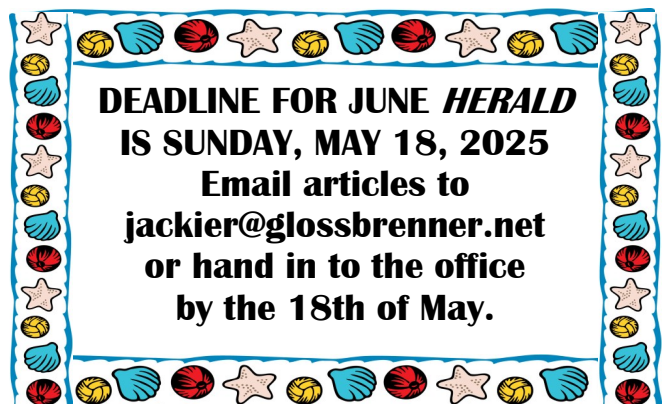 DEADLINE FOR JUNE HERALD
IS SUNDAY, MAY 18, 2025
Email articles to
jackier@glossbrenner.net
or hand in to the office
by the 18th of May.